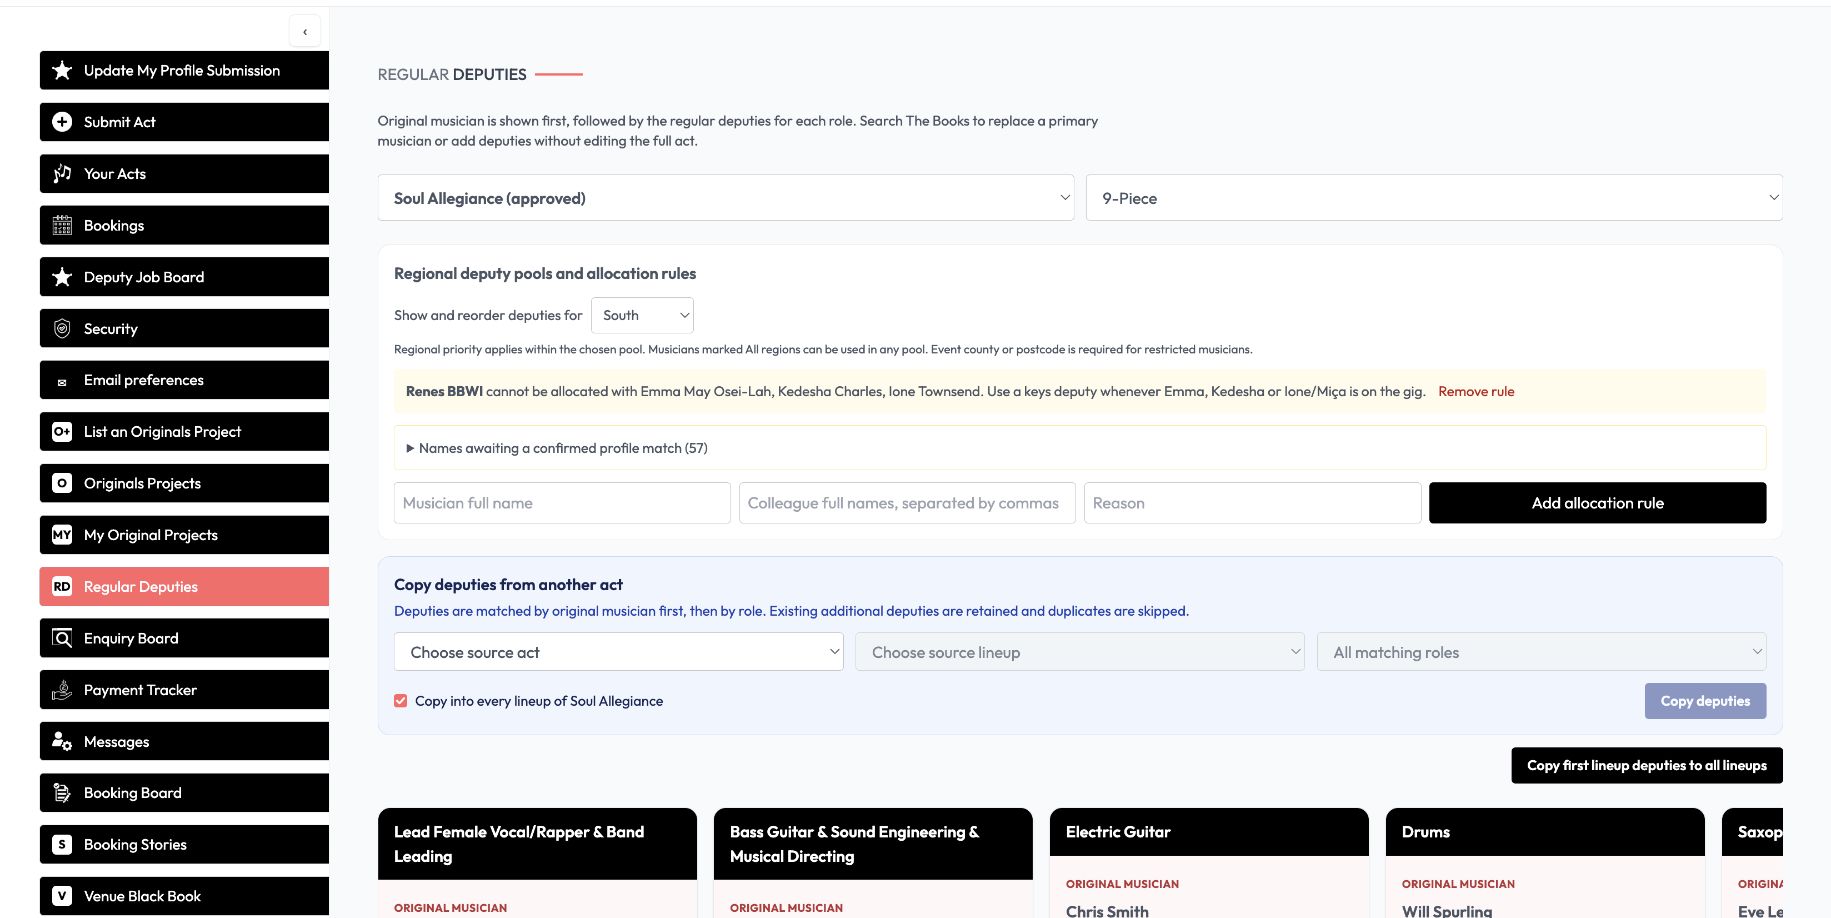 ‹
Update My Profile Submission
Submit Act
Your Acts
Bookings
Deputy Job Board
Security
Email preferences
O+ List an Originals Project
O Originals Projects
MY My Original Projects
RD Regular Deputies
Enquiry Board
Payment Tracker
Messages
Booking Board
S Booking Stories
V Venue Black Book
REGULAR DEPUTIES
Original musician is shown first, followed by the regular deputies for each role. Search The Books to replace a primary
musician or add deputies without editing the full act.
Soul Allegiance (approved)
9-Piece
Regional deputy pools and allocation rules
Show and reorder deputies for South
Regional priority applies within the chosen pool. Musicians marked All regions can be used in any pool. Event county or postcode is required for restricted musicians.
Renes BBWI cannot be allocated with Emma May Osei-Lah, Kedesha Charles, Ione Townsend. Use a keys deputy whenever Emma, Kedesha or Ione/Miça is on the gig. Remove rule
Names awaiting a confirmed profile match (57)
Musician full name
Colleague full names, separated by commas
Reason
Add allocation rule
Copy deputies from another act
Deputies are matched by original musician first, then by role. Existing additional deputies are retained and duplicates are skipped.
Choose source act
Choose source lineup
All matching roles
Copy into every lineup of Soul Allegiance
Copy deputies
Copy first lineup deputies to all lineups
Lead Female Vocal/Rapper & Band
Leading
ORIGINAL MUSICIAN
Bass Guitar & Sound Engineering &
Musical Directing
ORIGINAL MUSICIAN
Electric Guitar
ORIGINAL MUSICIAN
Chris Smith
Drums
ORIGINAL MUSICIAN
Will Spurling
Saxop
ORIGINA
Eve Le